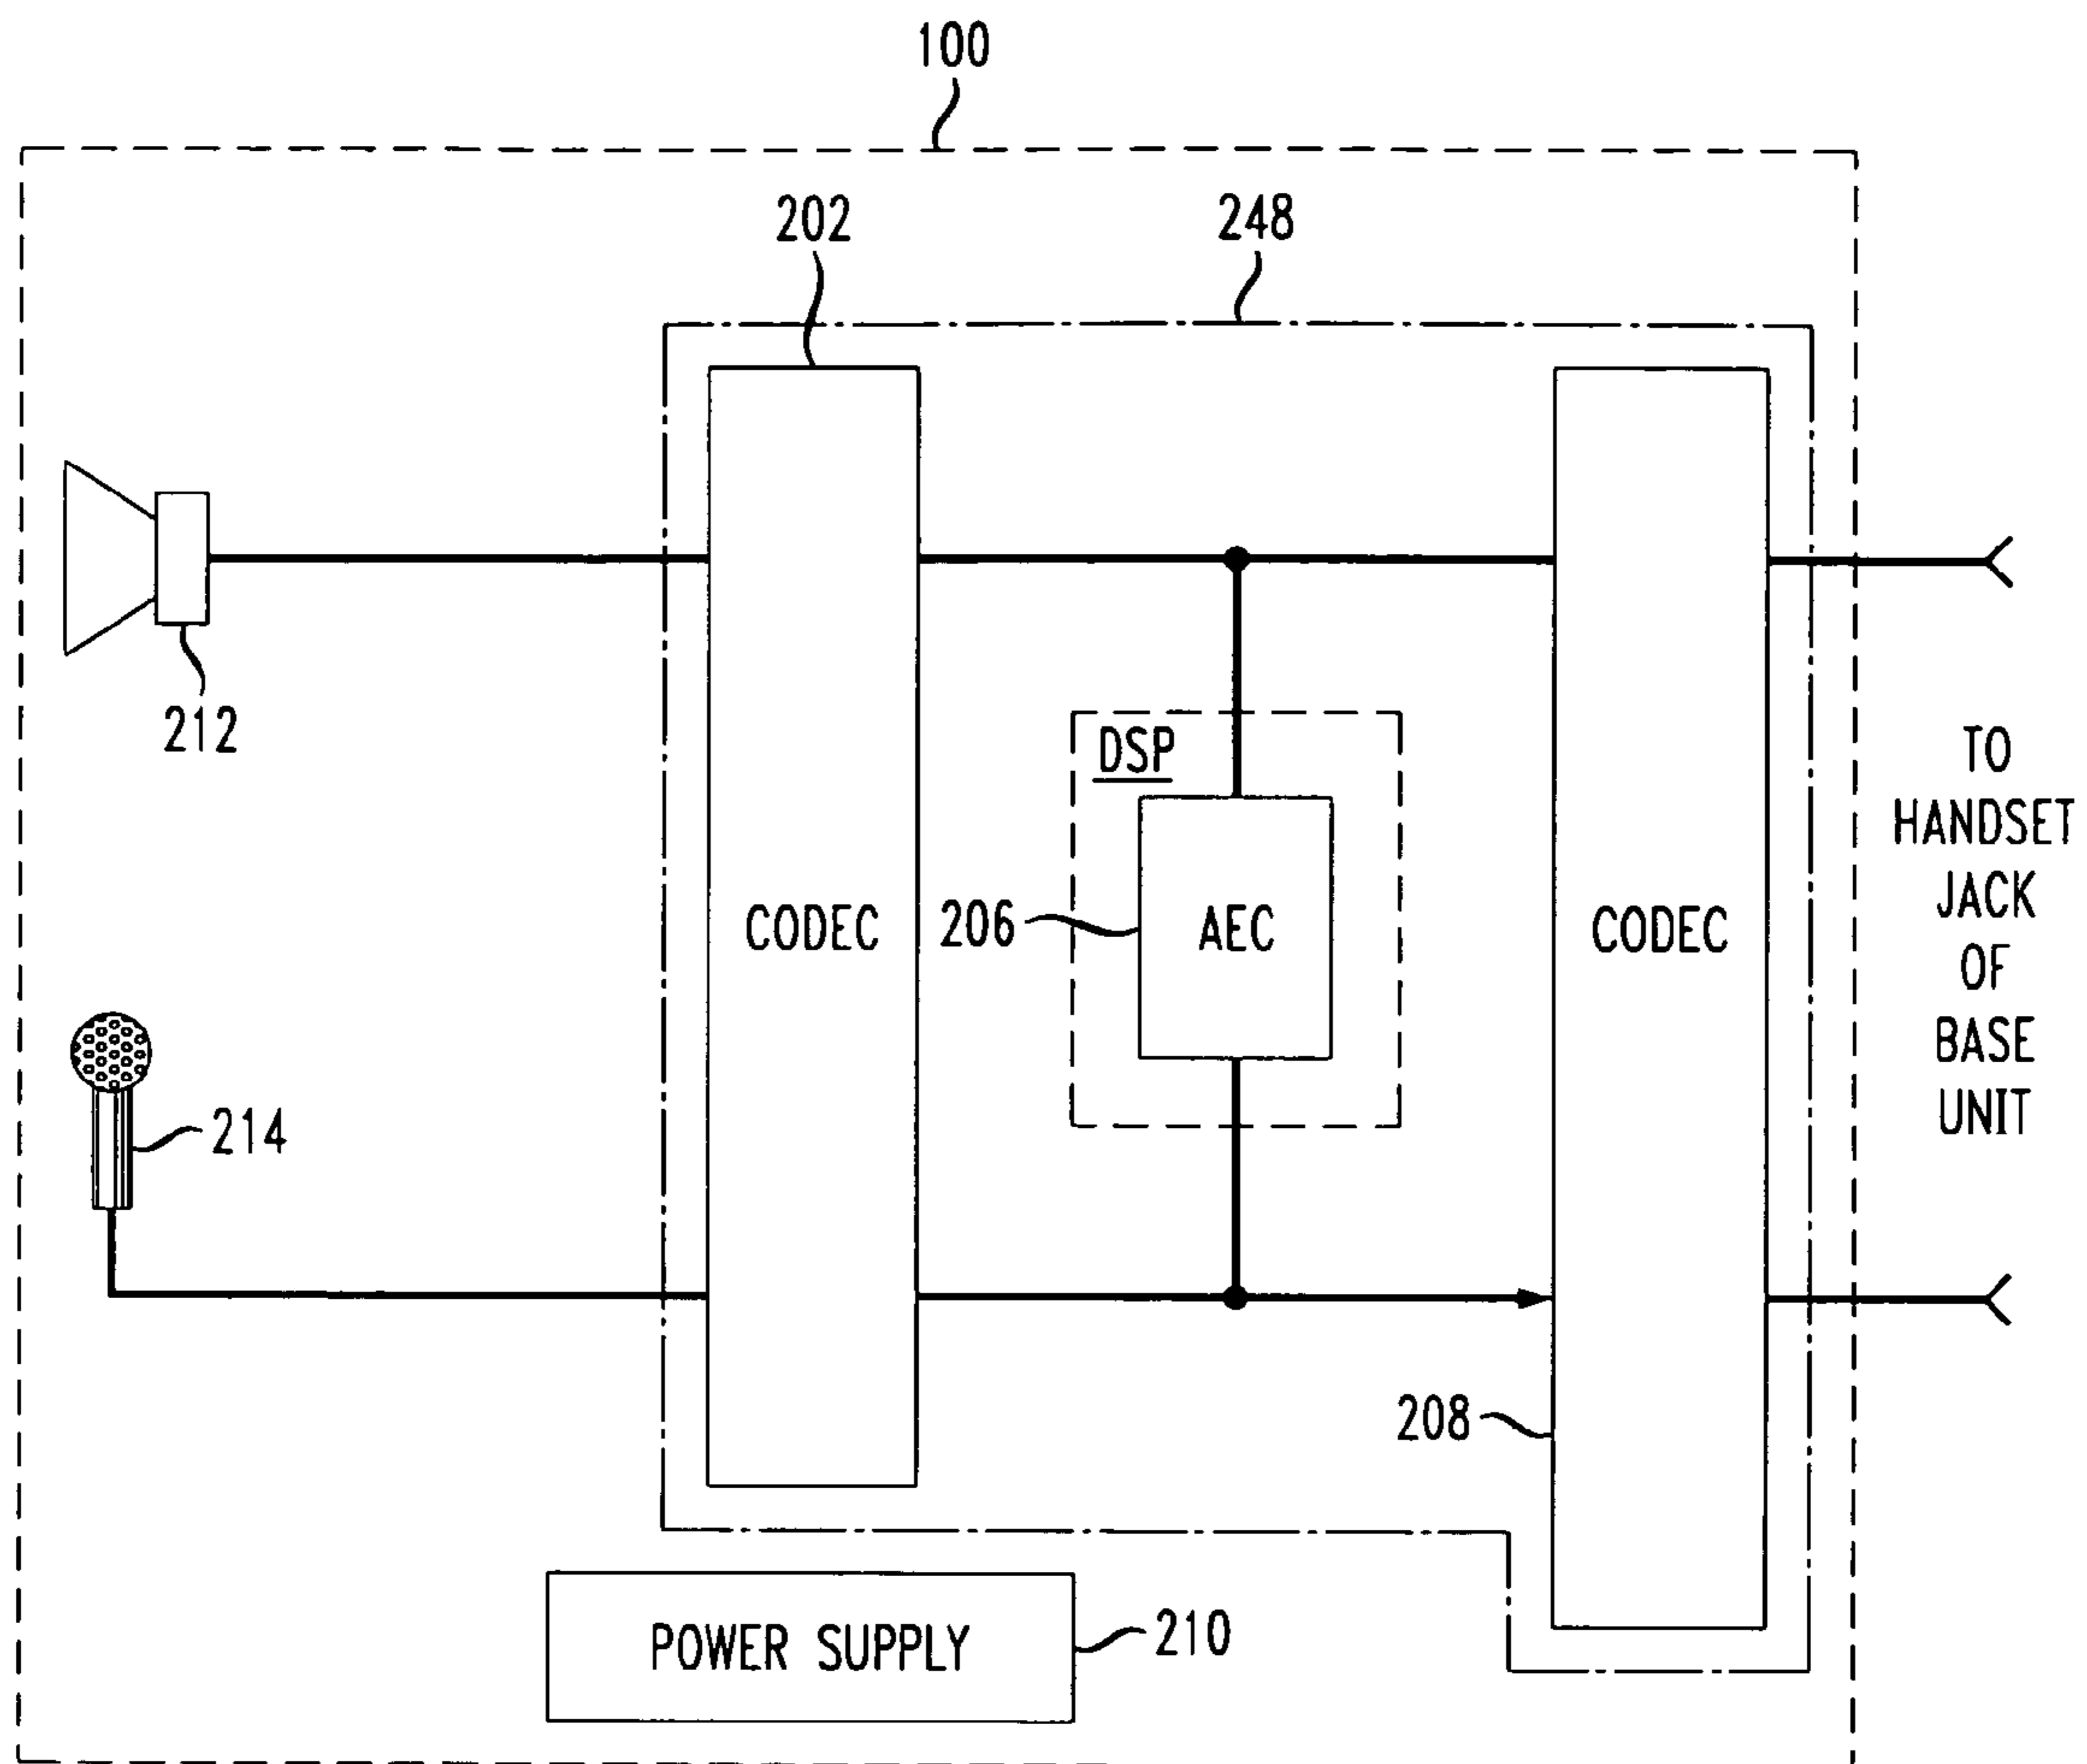 100
202
248
212
DSP
CODEC
206
AEC
CODEC
TO
HANDSET
JACK
OF
BASE
UNIT
214
208
POWER SUPPLY
210